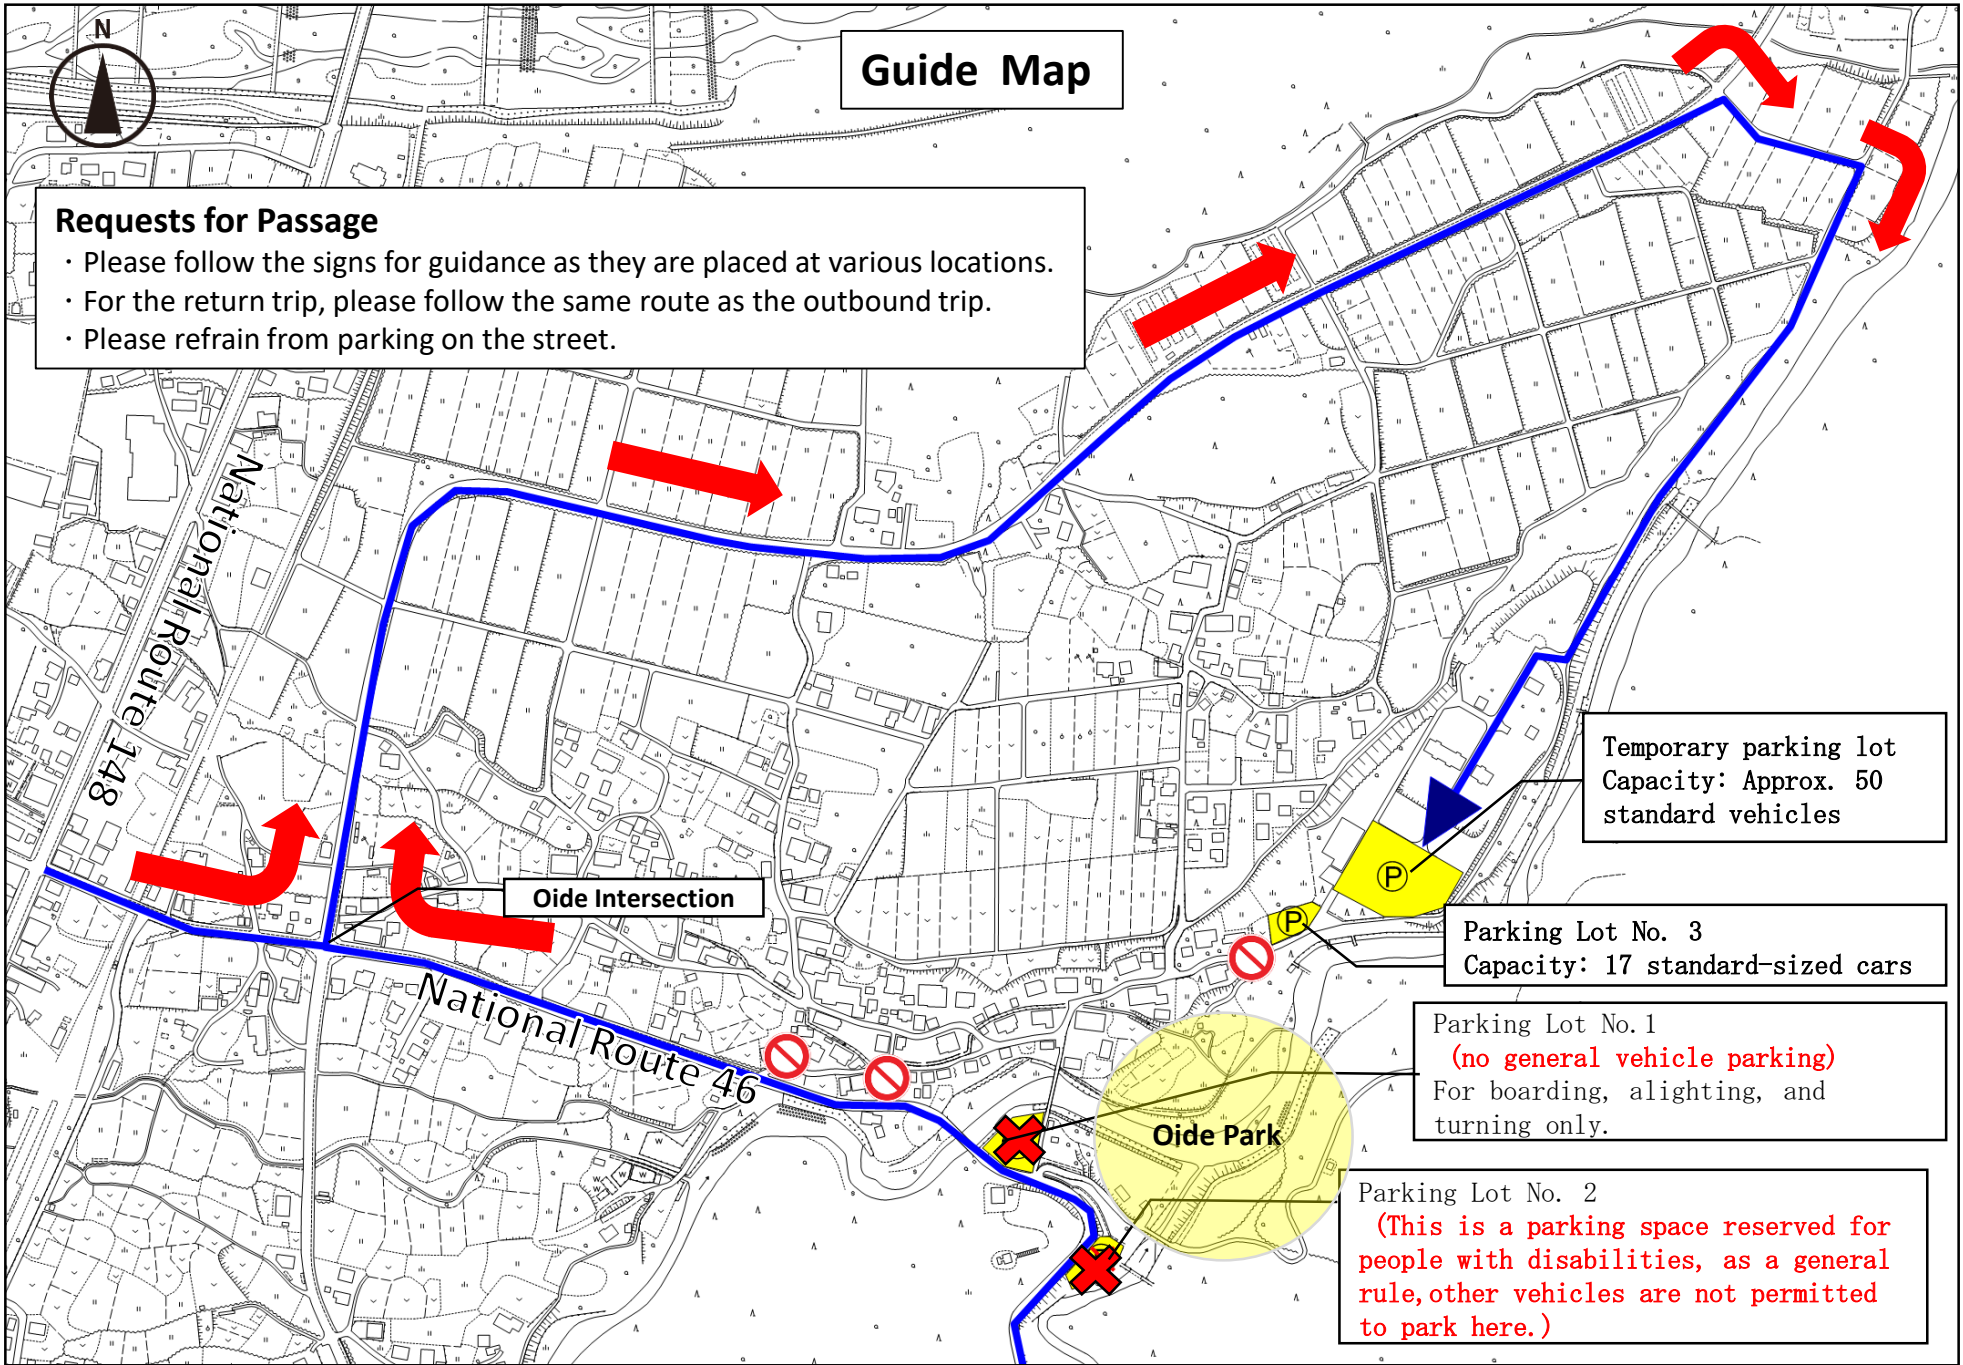 N
Guide Map
Requests for Passage
・Please follow the signs for guidance as they are placed at various locations.
・For the return trip, please follow the same route as the outbound trip.
・Please refrain from parking on the street.
National Route 148
Oide Intersection
National Route 46
Temporary parking lot
Capacity: Approx. 50
standard vehicles
P
P
Parking Lot No. 3
Capacity: 17 standard-sized cars
Parking Lot No.1
(no general vehicle parking)
For boarding, alighting, and
turning only.
Oide Park
Parking Lot No. 2
(This is a parking space reserved for
people with disabilities, as a general
rule,other vehicles are not permitted
to park here.)